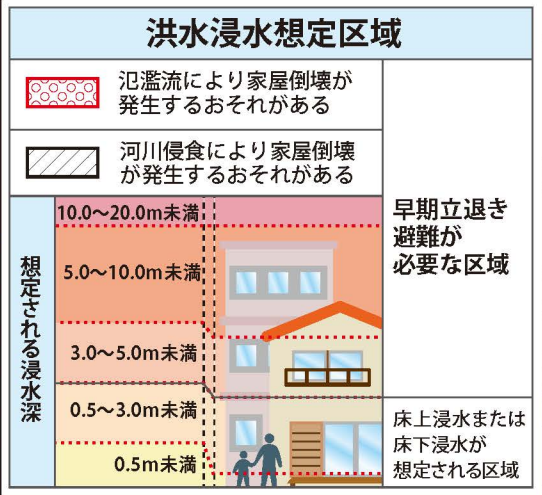 洪水浸水想定区域
氾濫流により家屋倒壊が
発生するおそれがある
河川侵食により家屋倒壊
が発生するおそれがある
早期立退き
避難が
必要な区域
想定される浸水深
10.0〜20.0m未満
5.0〜10.0m未満
3.0〜5.0m未満
0.5〜3.0m未満
0.5m未満
床上浸水または
床下浸水が
想定される区域